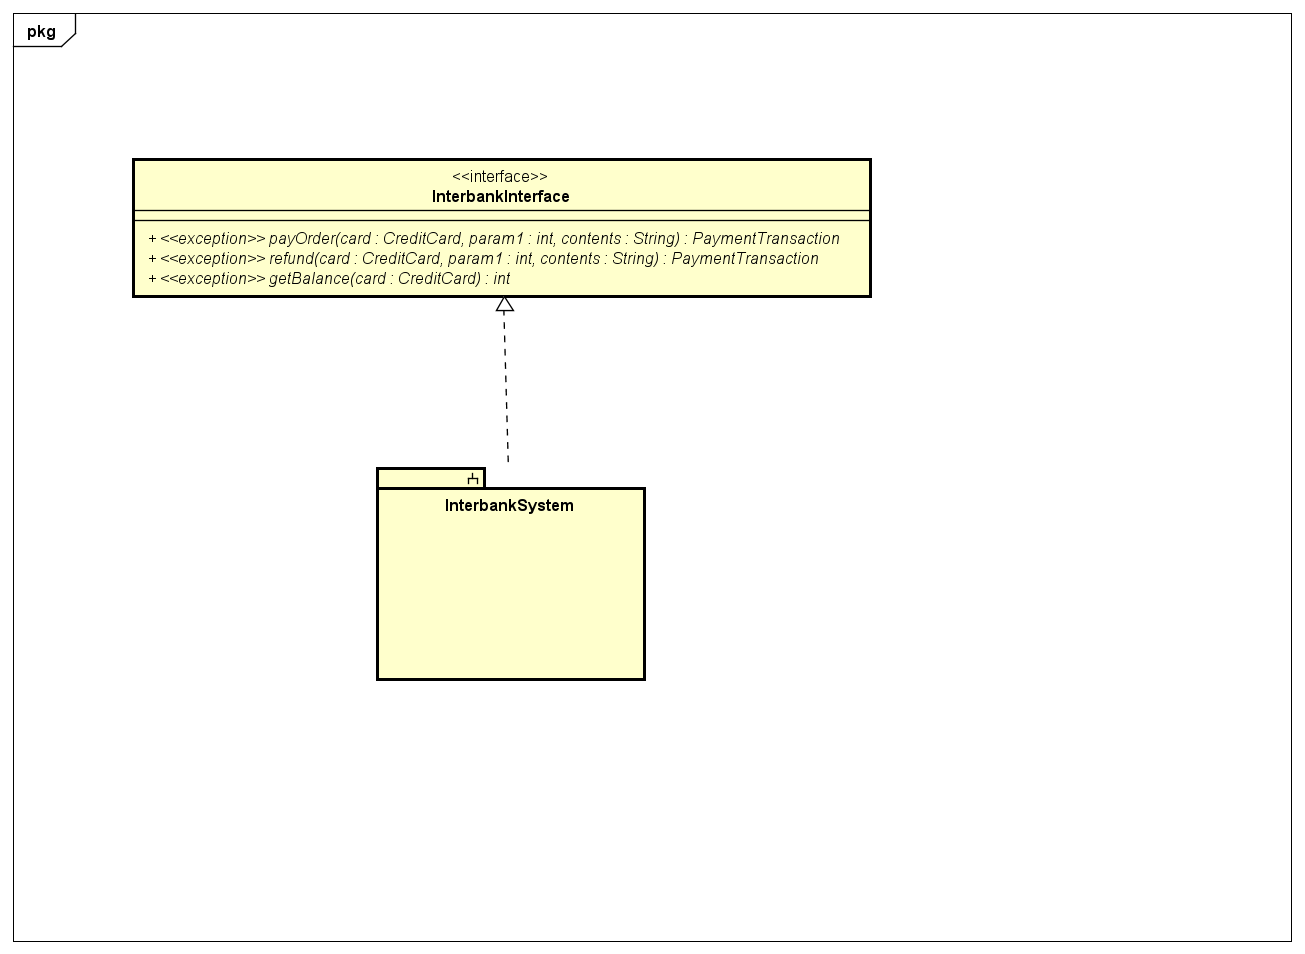 pkg
<<interface>>
InterbankInterface
+ <<exception>> payOrder(card : CreditCard, param1 : int, contents : String) : PaymentTransaction
+ <<exception>> refund(card : CreditCard, param1 : int, contents : String) : PaymentTransaction
+ <<exception>> getBalance(card : CreditCard) : int
InterbankSystem